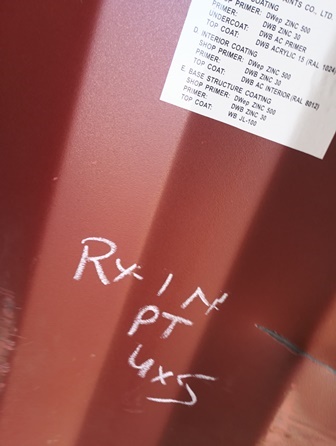 COATING
PAINTS CO. LTD.
PRIMER: DWep ZINC 500
PRIMER: DWB ZINC 30
UNDERCOAT: DWB AC PRIMER
TOP COAT: DWB ACRYLIC 15 (RAL 1024
D. INTERIOR COATING
SHOP PRIMER: DWep ZINC 500
PRIMER: DWB ZINC 30
TOP COAT: DWB AC INTERIOR (RAL 8012)
E. BASE STRUCTURE COATING
SHOP PRIMER: DWep ZINC 500
PRIMER: DWB ZINC 30
TOP COAT: WB JL-100
Rx IN
PT
4x5